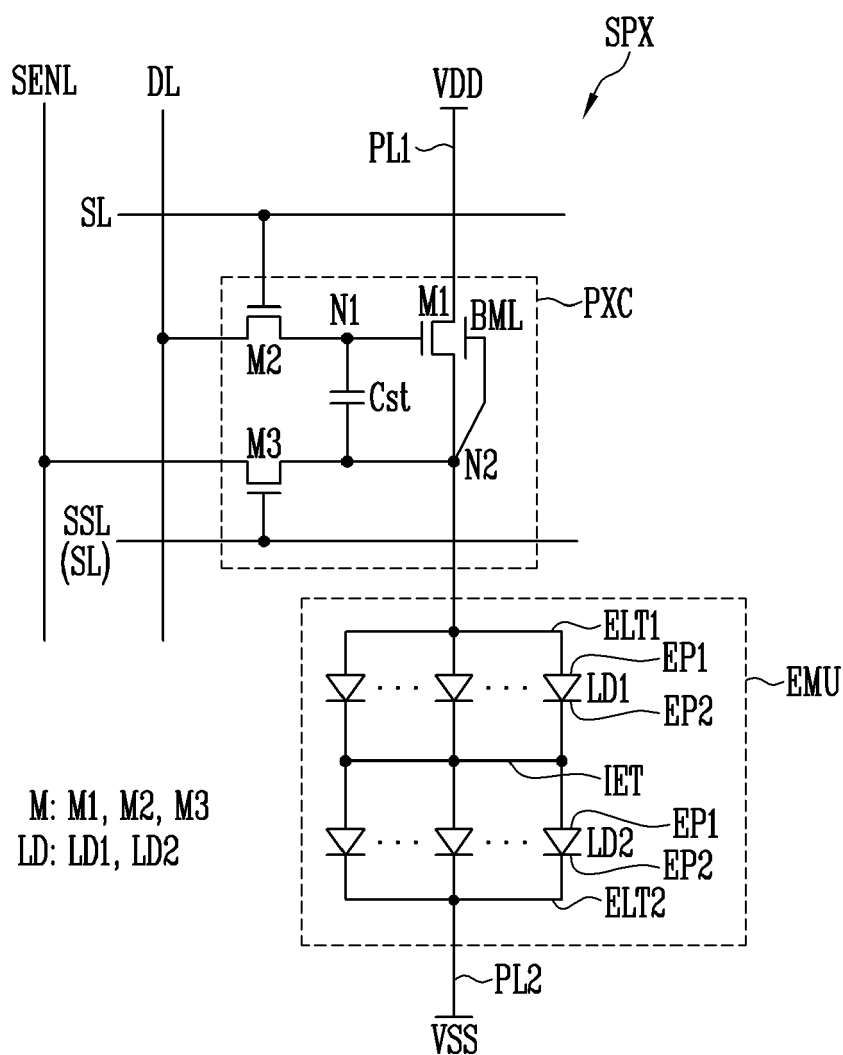 SPX
SENL
DL
VDD
PL1
SL
M1
BML
PXC
N1
M2
Cst
M3
N2
SSL
(SL)
ELT1
EP1
LD1
EP2
EMU
IET
M: M1, M2, M3
LD: LD1, LD2
EP1
LD2
EP2
ELT2
PL2
VSS